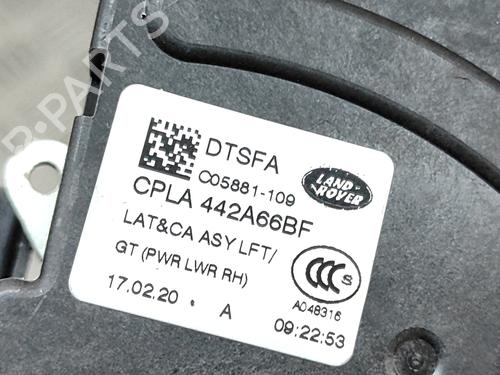 R-PARTS
DTSFA
C05881-109
CPLA 442A66BF
LAND-
ROVER
LAT&CA ASY LFT/
GT (PWR LWR RH)
17.02.20 . A
CCC S
A048316
09:22:53